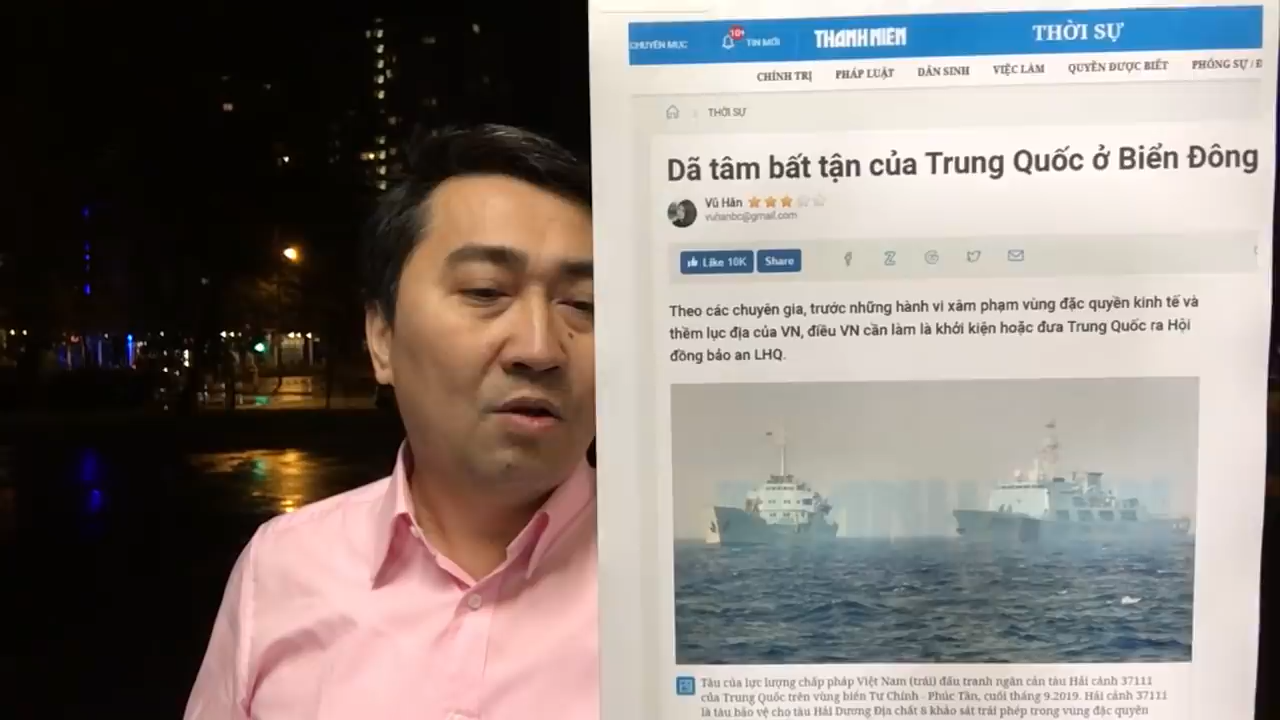 CHUYÊN MỤC
10+
TIN MỚI
THANH NIÊN
THỜI SỰ
CHÍNH TRỊ
PHÁP LUẬT
DÂN SINH
VIỆC LÀM
QUYỀN ĐƯỢC BIẾT
PHÓNG SỰ / Đ
THỜI SỰ
Dã tâm bất tận của Trung Quốc ở Biển Đông
Vũ Hân
vuhanbc@gmail.com
Like 10K
Share
Theo các chuyên gia, trước những hành vi xâm phạm vùng đặc quyền kinh tế và
thềm lục địa của VN, điều VN cần làm là khởi kiện hoặc đưa Trung Quốc ra Hội
đồng bảo an LHQ.
Tàu của lực lượng chấp pháp Việt Nam (trái) đấu tranh ngăn cản tàu Hải cảnh 37111
của Trung Quốc trên vùng biển Tư Chính - Phúc Tần, cuối tháng 9.2019. Hải cảnh 37111
là tàu bảo vệ cho tàu Hải Dương Địa chất 8 khảo sát trái phép trong vùng đặc quyền